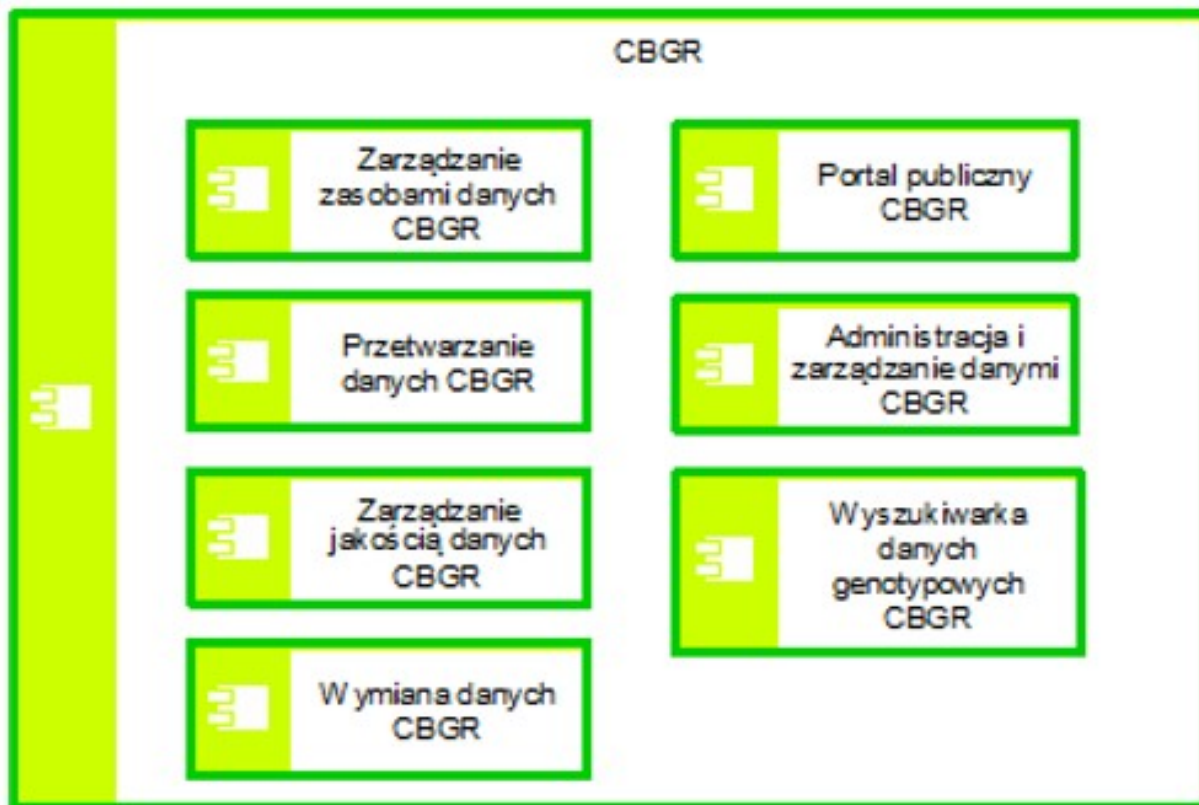 CBGR
Zarządzanie
zasobami danych
CBGR
Portal publiczny
CBGR
Przetwarzanie
danych CBGR
Administracja i
zarządzanie danymi
CBGR
Zarządzanie
jakością danych
CBGR
Wyszukiwarka
danych
genotypowych
CBGR
Wymiana danych
CBGR